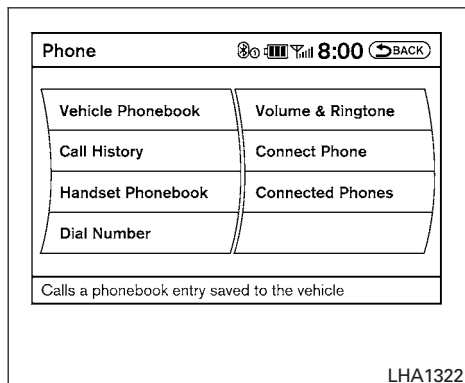 Phone 8:00 BACK
Vehicle Phonebook
Call History
Handset Phonebook
Dial Number
Volume & Ringtone
Connect Phone
Connected Phones
Calls a phonebook entry saved to the vehicle
LHA1322